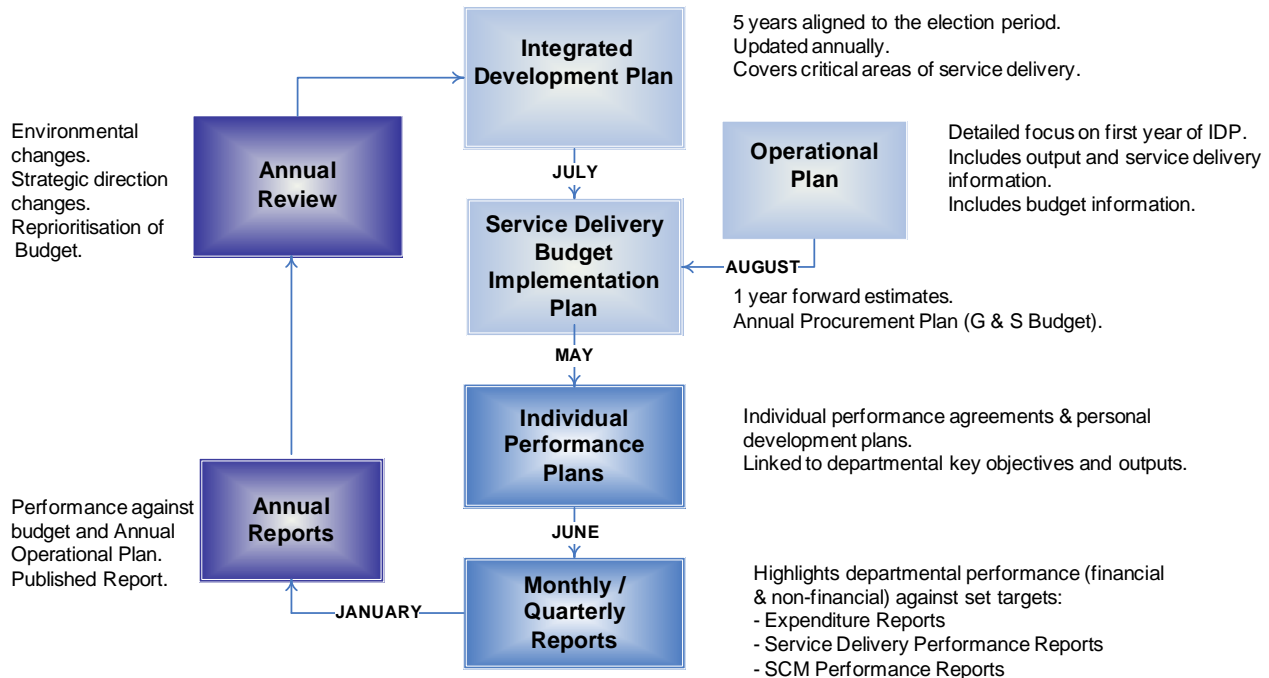 Integrated
Development Plan
5 years aligned to the election period.
Updated annually.
Covers critical areas of service delivery.
Environmental
changes.
Strategic direction
changes.
Reprioritisation of
Budget.
Annual
Review
JULY
Operational
Plan
Detailed focus on first year of IDP.
Includes output and service delivery
information.
Includes budget information.
Service Delivery
Budget
Implementation
Plan
AUGUST
1 year forward estimates.
Annual Procurement Plan (G & S Budget).
MAY
Individual
Performance
Plans
Individual performance agreements & personal
development plans.
Linked to departmental key objectives and outputs.
Performance against
budget and Annual
Operational Plan.
Published Report.
Annual
Reports
JUNE
JANUARY
Monthly /
Quarterly
Reports
Highlights departmental performance (financial
& non-financial) against set targets:
- Expenditure Reports
- Service Delivery Performance Reports
- SCM Performance Reports